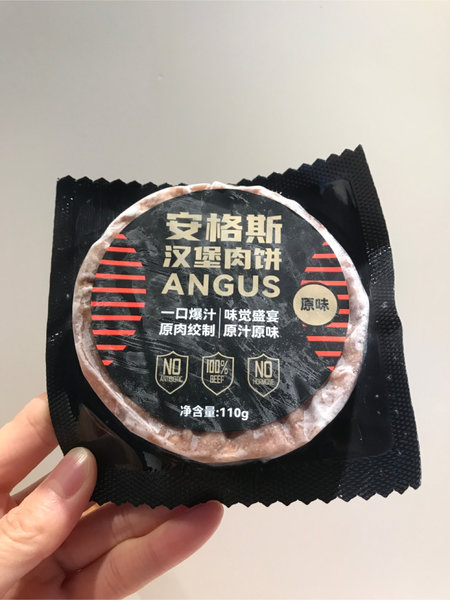 安格斯
汉堡肉饼
ANGUS
原味
一口爆汁 味觉盛宴
原肉绞制 原汁原味
NO
100%
BEEF
NO
HORMONE
净含量:110g